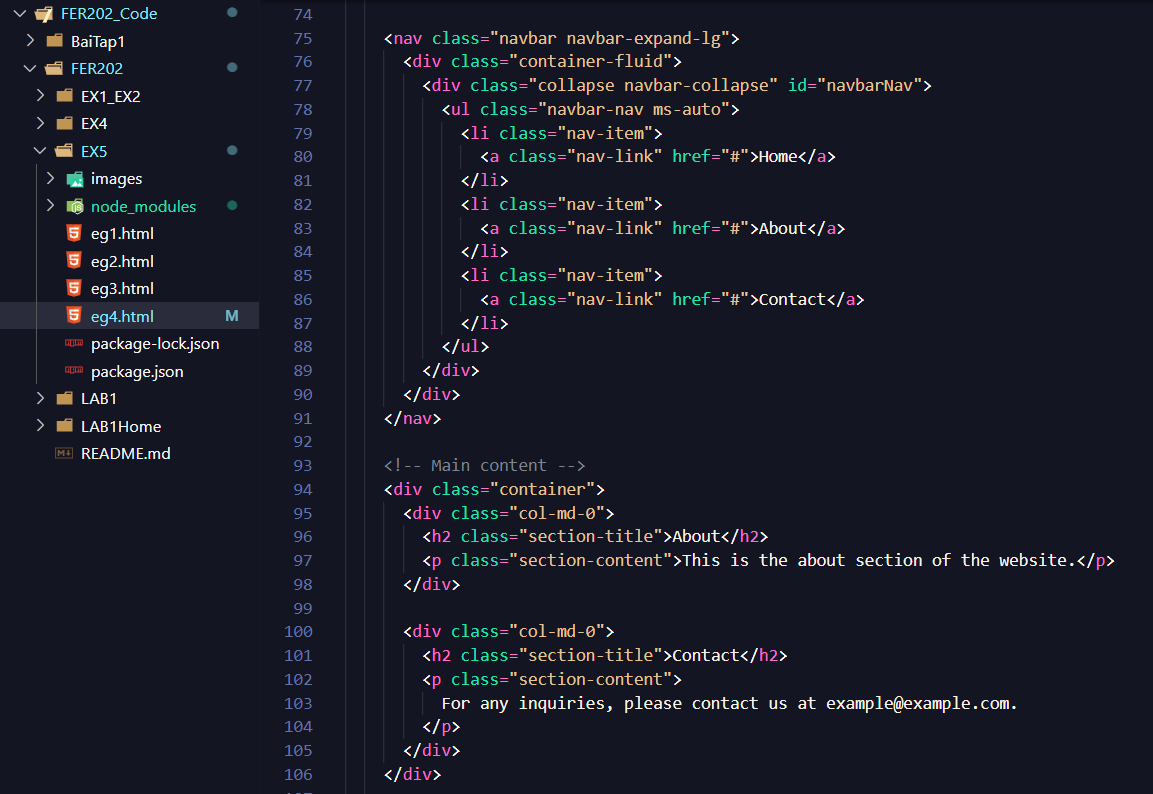 FER202_Code
BaiTap1
FER202
EX1_EX2
EX4
EX5
images
node_modules
eg1.html
eg2.html
eg3.html
eg4.html M
package-lock.json
package.json
LAB1
LAB1Home
README.md
74
75 <nav class="navbar navbar-expand-lg">
76 <div class="container-fluid">
77 <div class="collapse navbar-collapse" id="navbarNav">
78 <ul class="navbar-nav ms-auto">
79 <li class="nav-item">
80 <a class="nav-link" href="#">Home</a>
81 </li>
82 <li class="nav-item">
83 <a class="nav-link" href="#">About</a>
84 </li>
85 <li class="nav-item">
86 <a class="nav-link" href="#">Contact</a>
87 </li>
88 </ul>
89 </div>
90 </div>
91 </nav>
92
93 <!-- Main content -->
94 <div class="container">
95 <div class="col-md-0">
96 <h2 class="section-title">About</h2>
97 <p class="section-content">This is the about section of the website.</p>
98 </div>
99
100 <div class="col-md-0">
101 <h2 class="section-title">Contact</h2>
102 <p class="section-content">
103 For any inquiries, please contact us at example@example.com.
104 </p>
105 </div>
106 </div>